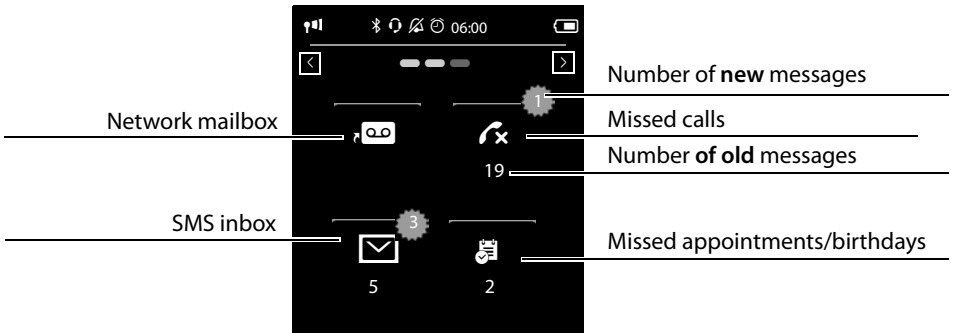 06:00
Number of new messages
1
Network mailbox
Missed calls
Number of old messages
19
SMS inbox
3
Missed appointments/birthdays
5
2